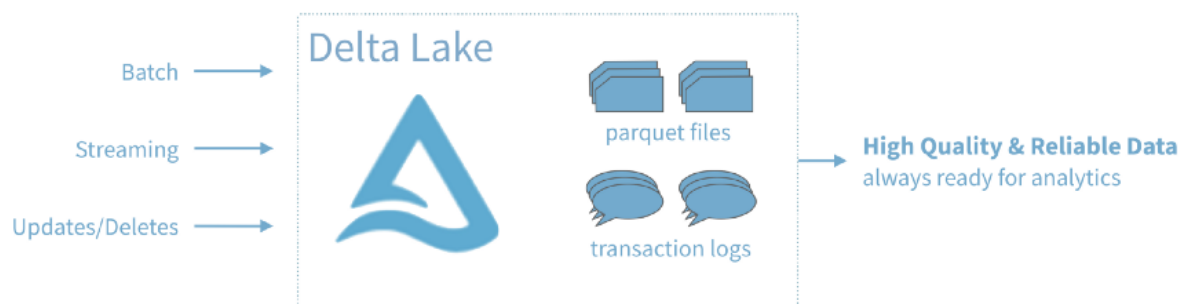 Delta Lake
Batch
Streaming
Updates/Deletes
parquet files
transaction logs
High Quality & Reliable Data
always ready for analytics